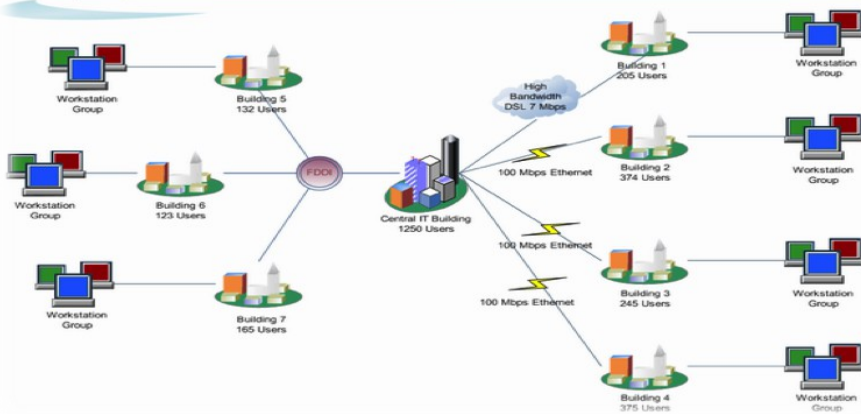 Workstation
Group
Building 5
132 Users
Workstation
Group
Building 6
123 Users
Workstation
Group
Building 7
165 Users
FDDI
Central IT Building
1250 Users
High
Bandwidth
DSL 7 Mbps
100 Mbps Ethernet
100 Mbps Ethernet
100 Mbps Ethernet
Building 1
205 Users
Workstation
Group
Building 2
374 Users
Workstation
Group
Building 3
245 Users
Workstation
Group
Building 4
375 Users
Workstation
Group